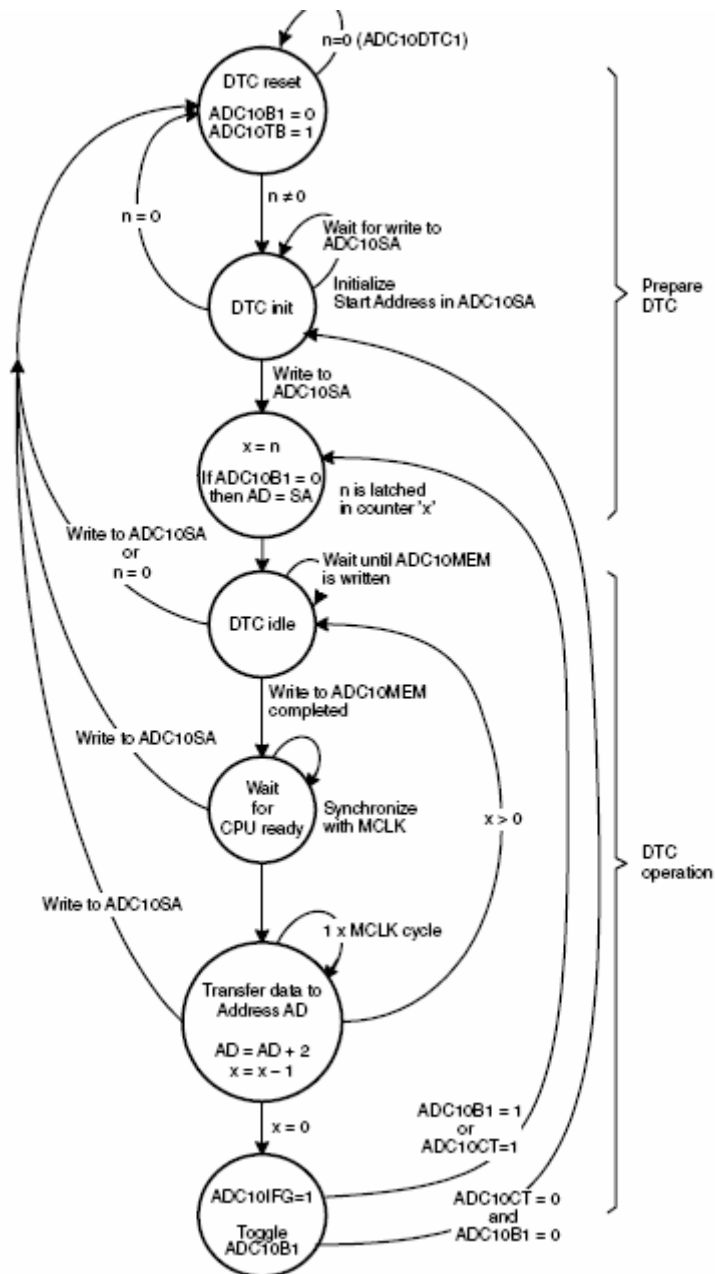 n=0 (ADC10DTC1)
DTC reset
ADC10B1 = 0
ADC10TB = 1
n = 0
n ≠ 0
Wait for write to
ADC10SA
Initialize
Start Address in ADC10SA
DTC init
Prepare
DTC
Write to
ADC10SA
x = n
If ADC10B1 = 0
then AD = SA
n is latched
in counter 'x'
Write to ADC10SA
or
n = 0
Wait until ADC10MEM
is written
DTC idle
Write to ADC10MEM
completed
Write to ADC10SA
Wait
for
CPU ready
Synchronize
with MCLK
x > 0
DTC
operation
Write to ADC10SA
1 x MCLK cycle
Transfer data to
Address AD
AD = AD + 2
x = x – 1
x = 0
ADC10B1 = 1
or
ADC10CT=1
ADC10IFG=1
Toggle
ADC10B1
ADC10CT = 0
and
ADC10B1 = 0